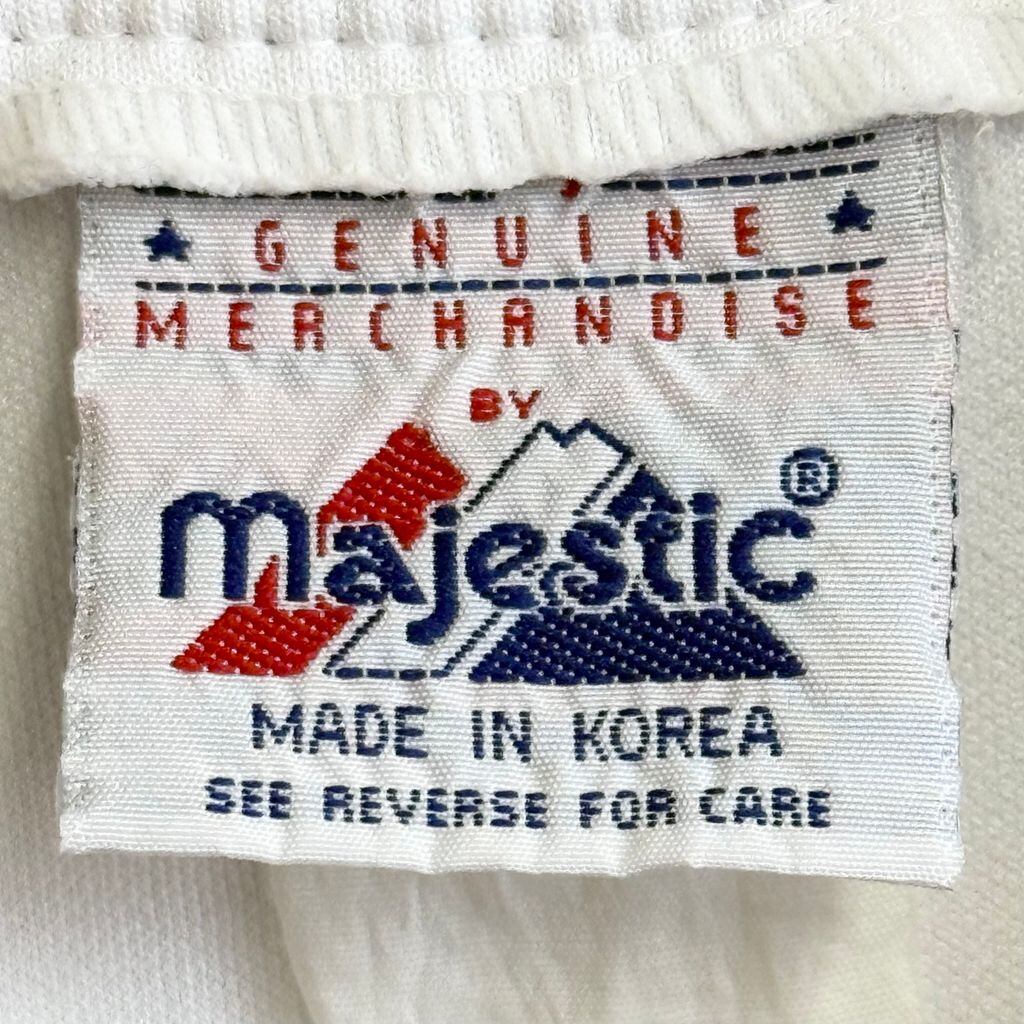 GENUINE
MERCHANDISE
BY
majestic®
MADE IN KOREA
SEE REVERSE FOR CARE